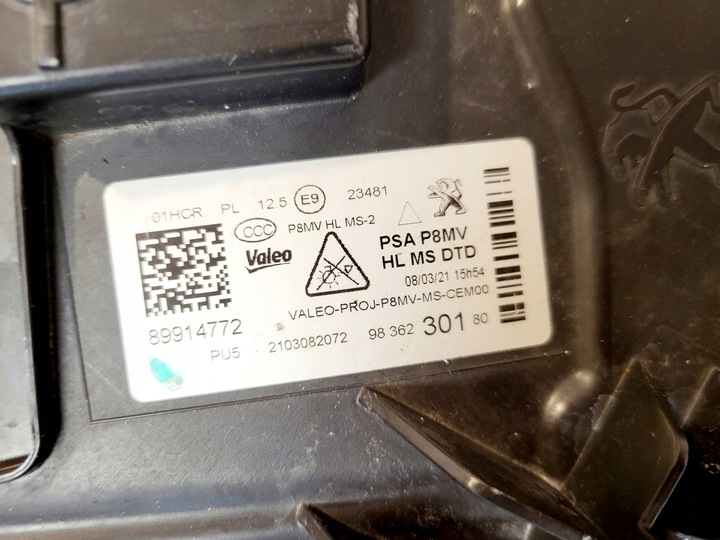 01HCR PL 12.5 E9 23481
CCC P8MV HL MS-2
Valeo
PSA P8MV
HL MS DTD
08/03/21 15h54
VALEO-PROJ-P8MV-MS-CEM00
89914772
PU5 2103082072 98 362 301 80